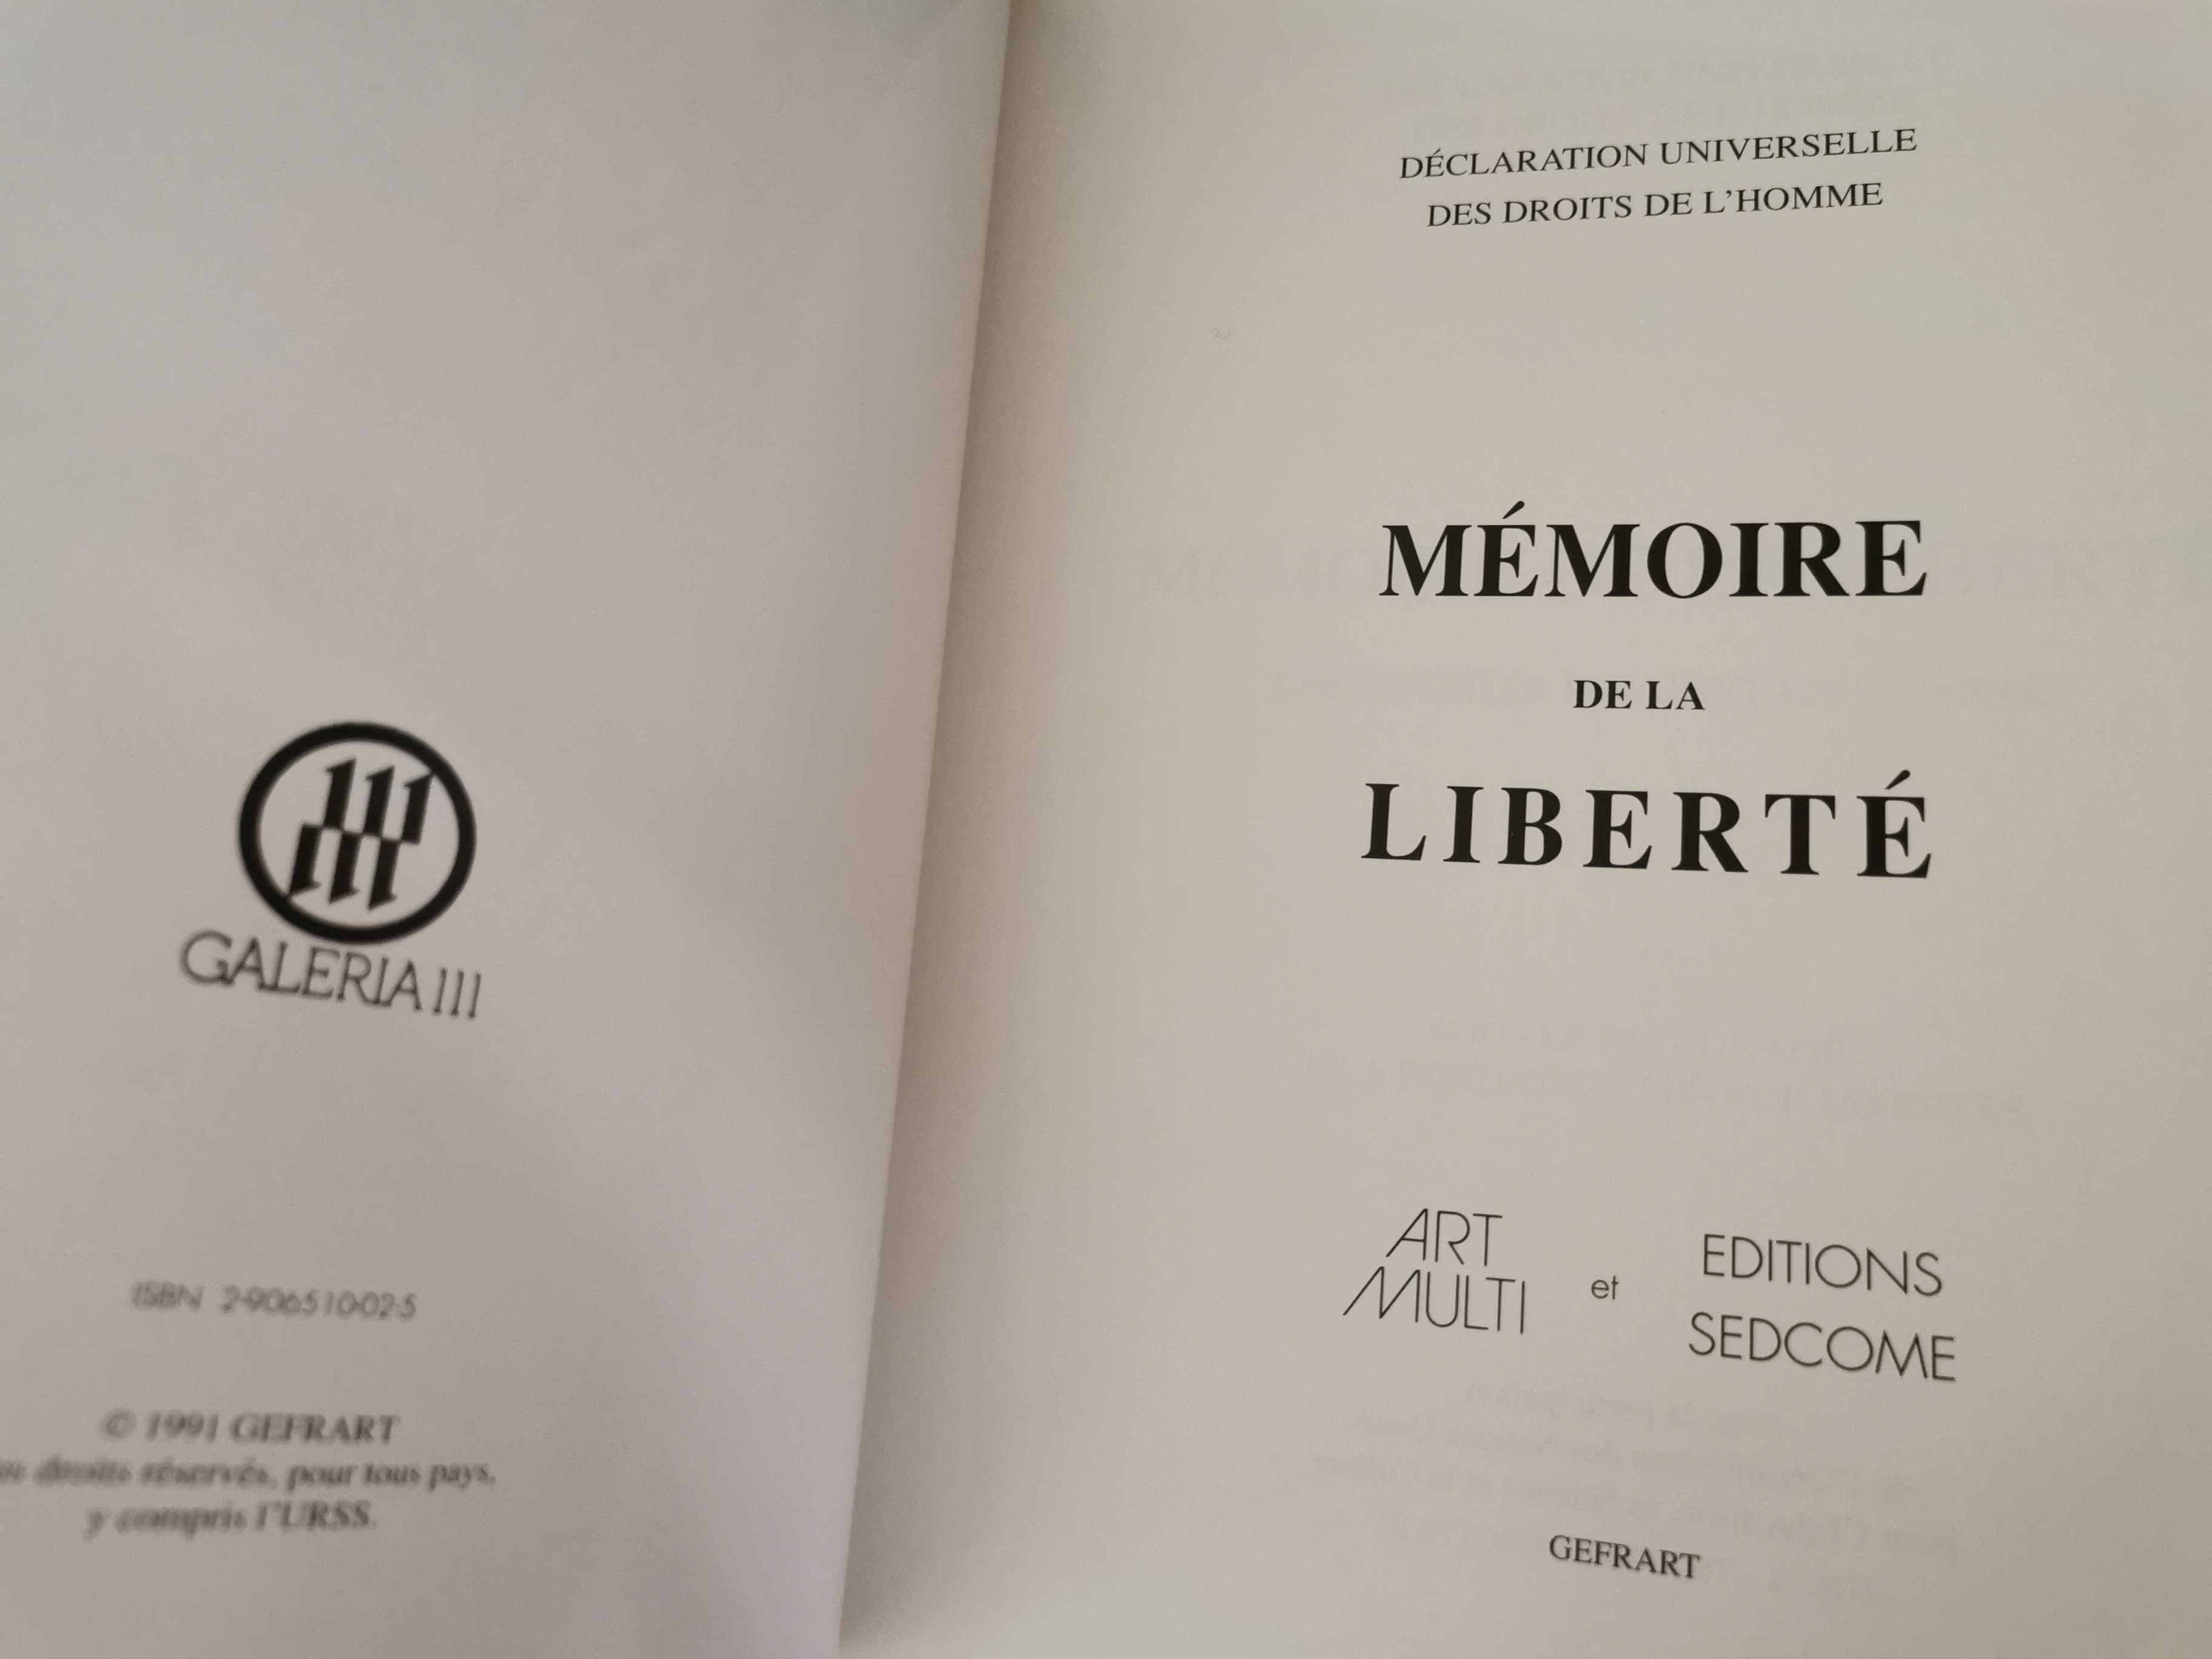 GALERIA III
ISBN 2-906510-02-5
© 1991 GEFRART
droits réservés, pour tous pays,
y compris l'URSS.
DÉCLARATION UNIVERSELLE
DES DROITS DE L'HOMME
MÉMOIRE
DE LA
LIBERTÉ
ART
MULTI
et
EDITIONS
SEDCOME
GEFRART